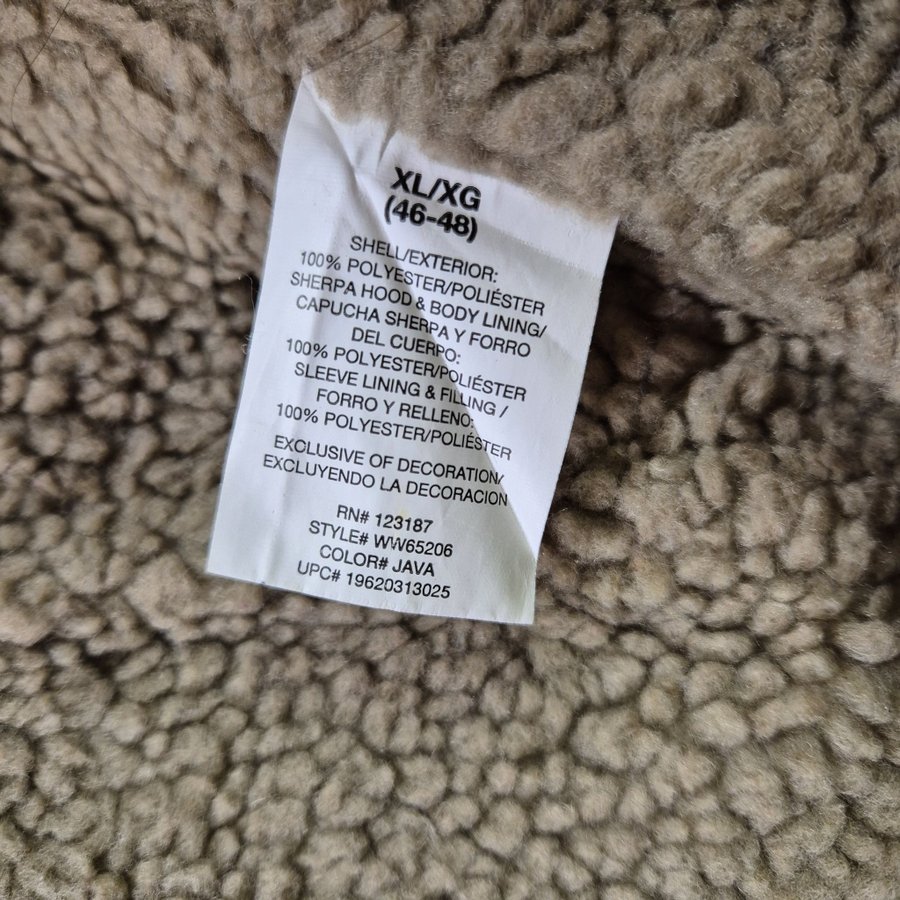 XL/XG
(46-48)
SHELL/EXTERIOR:
100% POLYESTER/POLIÉSTER
SHERPA HOOD & BODY LINING/
CAPUCHA SHERPA Y FORRO
DEL CUERPO:
100% POLYESTER/POLIÉSTER
SLEEVE LINING & FILLING /
FORRO Y RELLENO:
100% POLYESTER/POLIÉSTER
EXCLUSIVE OF DECORATION/
EXCLUYENDO LA DECORACION
RN# 123187
STYLE# WW65206
COLOR# JAVA
UPC# 19620313025